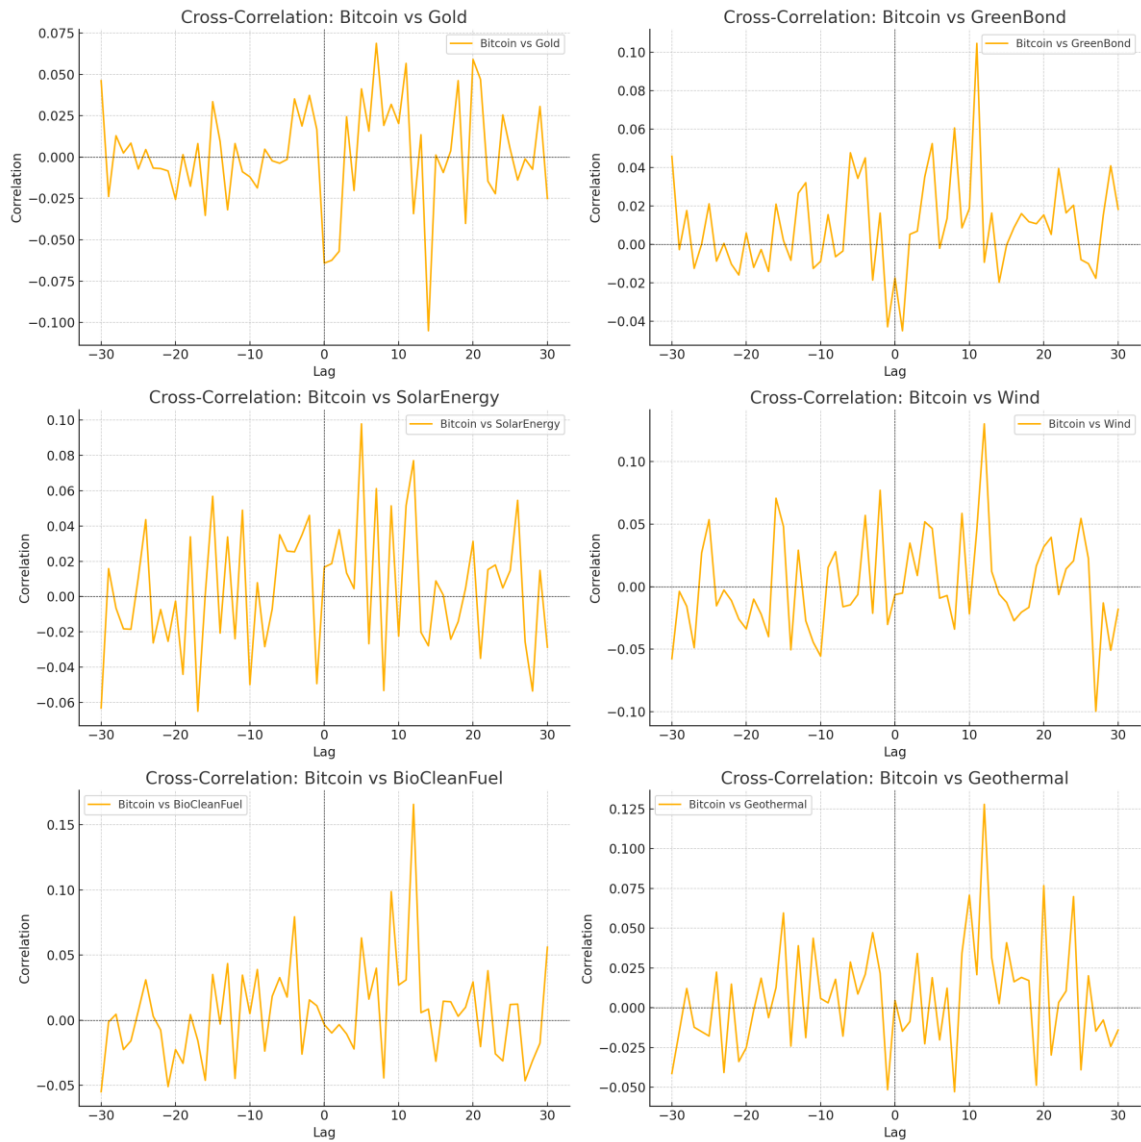 Cross-Correlation: Bitcoin vs Gold
Bitcoin vs Gold
0.075
0.050
0.025
0.000
−0.025
−0.050
−0.075
−0.100
Correlation
−30 −20 −10 0 10 20 30
Lag
Cross-Correlation: Bitcoin vs GreenBond
Bitcoin vs GreenBond
0.10
0.08
0.06
0.04
0.02
0.00
−0.02
−0.04
Correlation
−30 −20 −10 0 10 20 30
Lag
Cross-Correlation: Bitcoin vs SolarEnergy
Bitcoin vs SolarEnergy
0.10
0.08
0.06
0.04
0.02
0.00
−0.02
−0.04
−0.06
Correlation
−30 −20 −10 0 10 20 30
Lag
Cross-Correlation: Bitcoin vs Wind
Bitcoin vs Wind
0.10
0.05
0.00
−0.05
−0.10
Correlation
−30 −20 −10 0 10 20 30
Lag
Cross-Correlation: Bitcoin vs BioCleanFuel
Bitcoin vs BioCleanFuel
0.15
0.10
0.05
0.00
−0.05
Correlation
−30 −20 −10 0 10 20 30
Lag
Cross-Correlation: Bitcoin vs Geothermal
Bitcoin vs Geothermal
0.125
0.100
0.075
0.050
0.025
0.000
−0.025
−0.050
Correlation
−30 −20 −10 0 10 20 30
Lag